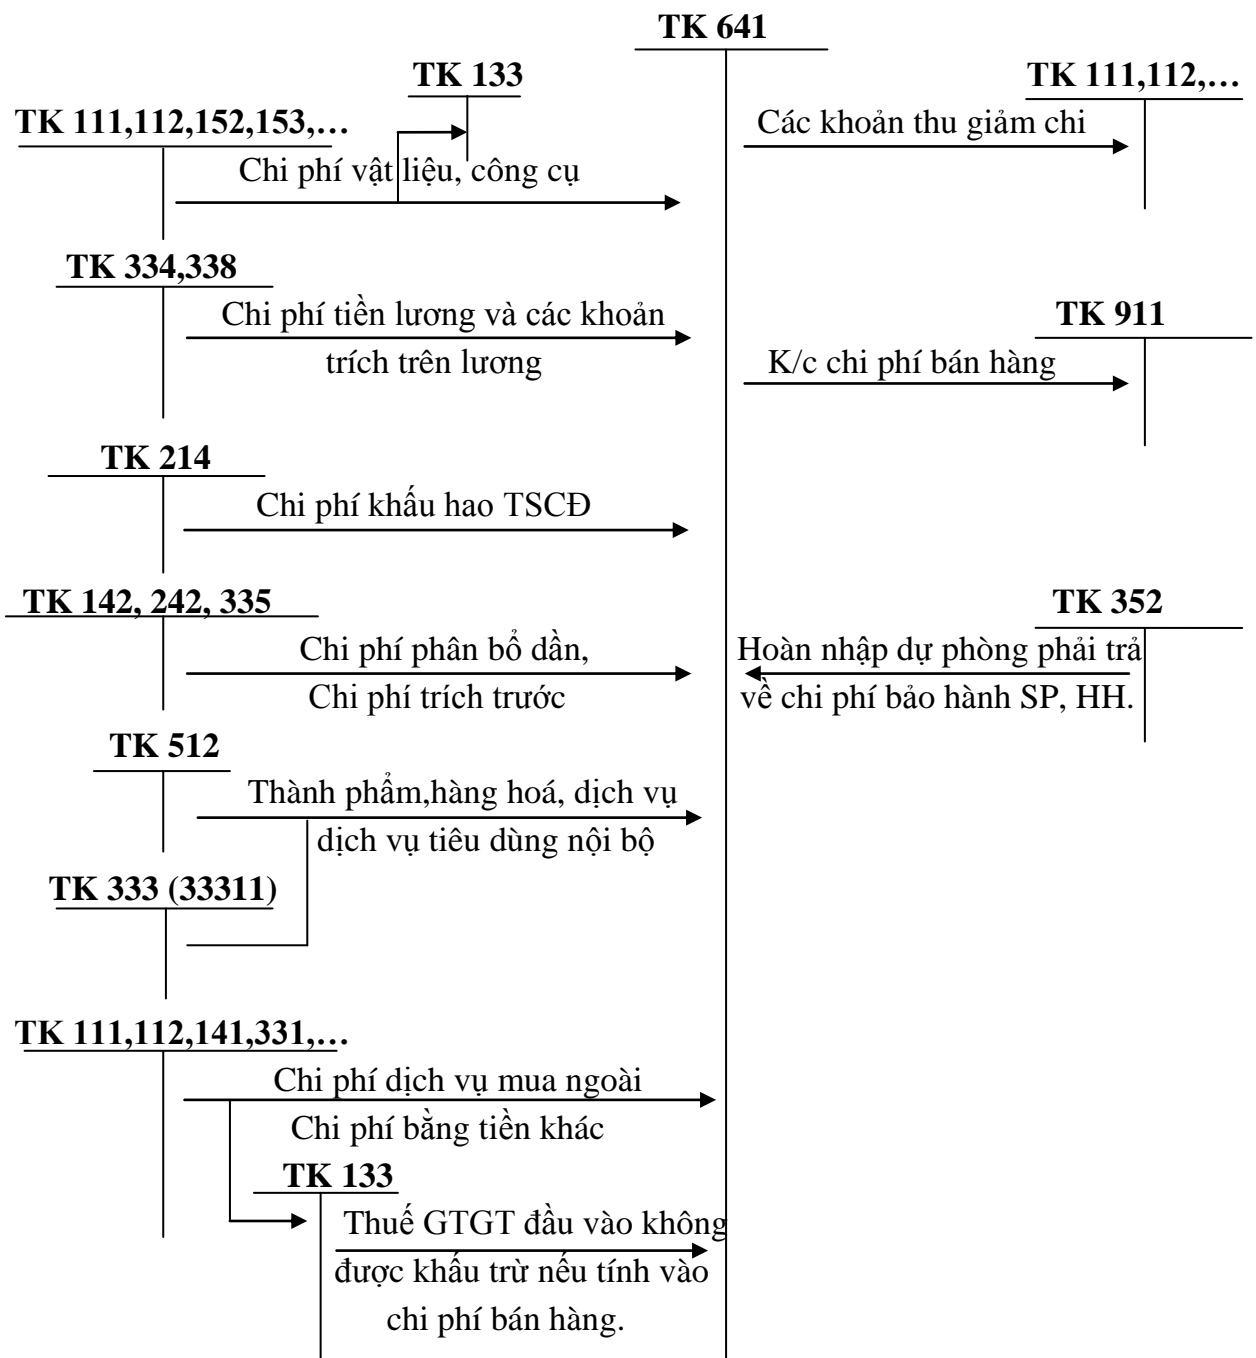 TK 641
TK 133
TK 111,112,…
TK 111,112,152,153,…
Các khoản thu giảm chi
Chi phí vật liệu, công cụ
TK 334,338
Chi phí tiền lương và các khoản
trích trên lương
TK 911
K/c chi phí bán hàng
TK 214
Chi phí khấu hao TSCĐ
TK 142, 242, 335
Chi phí phân bổ dần,
Chi phí trích trước
TK 352
Hoàn nhập dự phòng phải trả
về chi phí bảo hành SP, HH.
TK 512
Thành phẩm,hàng hoá, dịch vụ
dịch vụ tiêu dùng nội bộ
TK 333 (33311)
TK 111,112,141,331,…
Chi phí dịch vụ mua ngoài
Chi phí bằng tiền khác
TK 133
Thuế GTGT đầu vào không
được khấu trừ nếu tính vào
chi phí bán hàng.